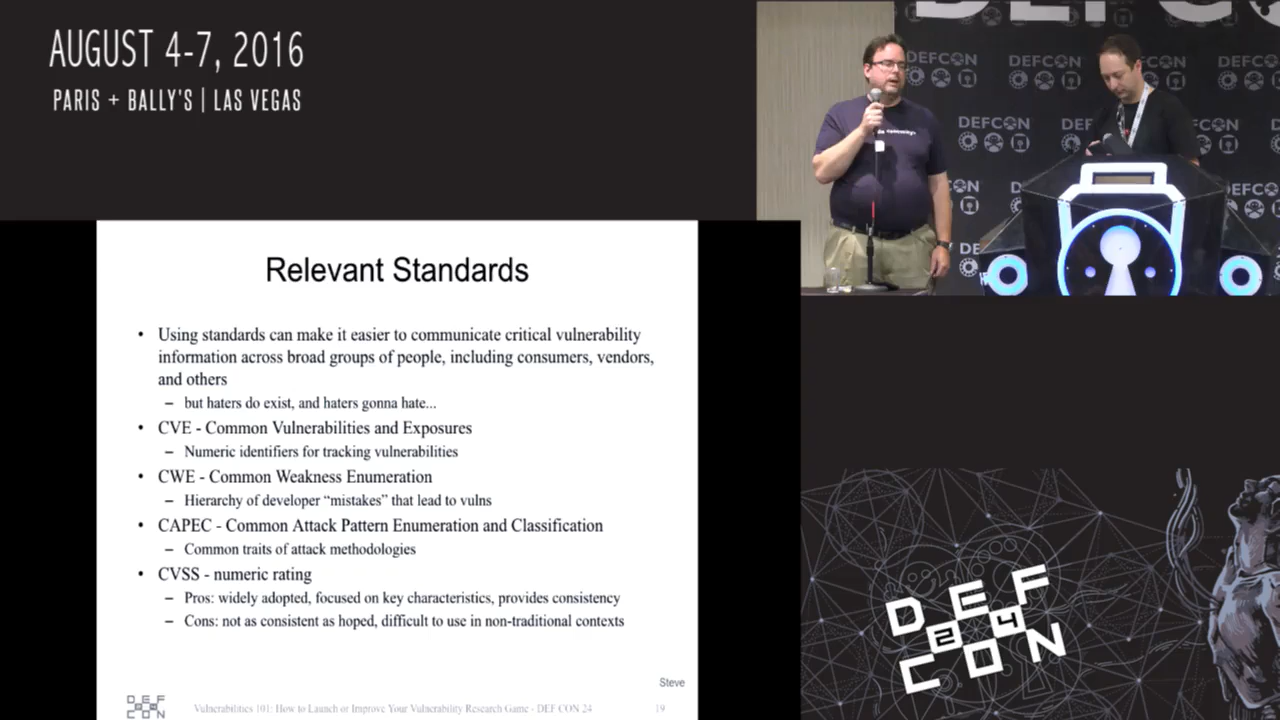 AUGUST 4-7, 2016
PARIS + BALLY'S | LAS VEGAS
DEFCON
DEFCON
DEFCON
DEFCON
DEFCON
Relevant Standards
• Using standards can make it easier to communicate critical vulnerability
information across broad groups of people, including consumers, vendors,
and others
– but haters do exist, and haters gonna hate...
• CVE - Common Vulnerabilities and Exposures
– Numeric identifiers for tracking vulnerabilities
• CWE - Common Weakness Enumeration
– Hierarchy of developer “mistakes” that lead to vulns
• CAPEC - Common Attack Pattern Enumeration and Classification
– Common traits of attack methodologies
• CVSS - numeric rating
– Pros: widely adopted, focused on key characteristics, provides consistency
– Cons: not as consistent as hoped, difficult to use in non-traditional contexts
Steve
DEF
CON
Vulnerabilities 101: How to Launch or Improve Your Vulnerability Research Game - DEF CON 24
19
DEF
24
CON